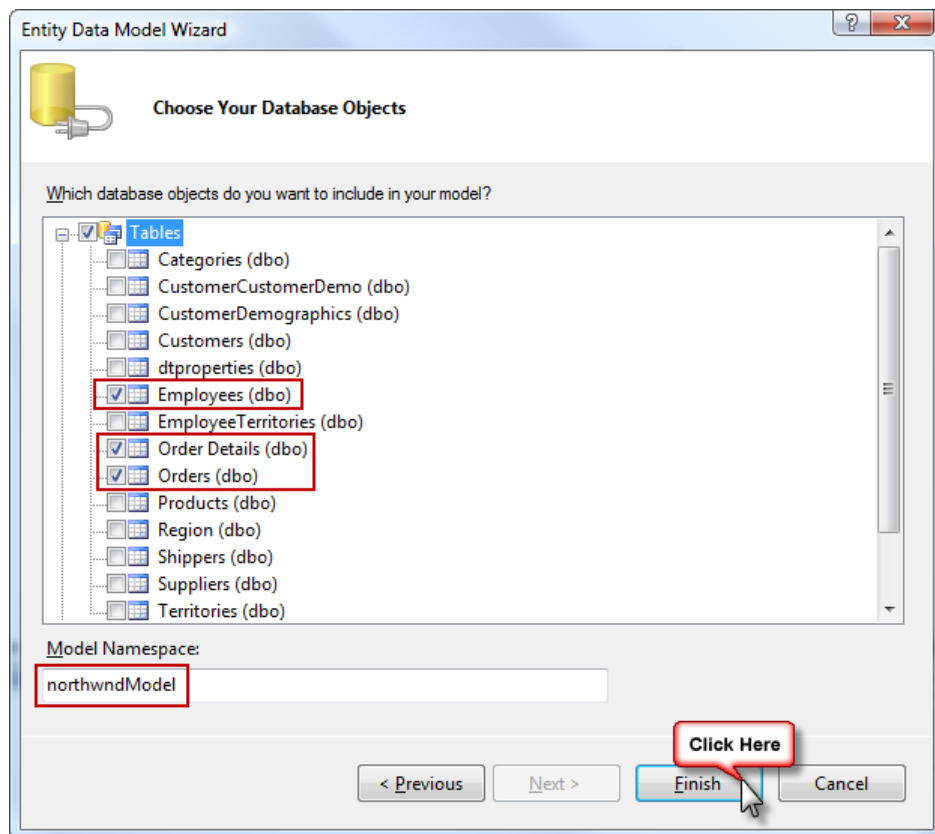 Entity Data Model Wizard
Choose Your Database Objects
Which database objects do you want to include in your model?
Tables
Categories (dbo)
CustomerCustomerDemo (dbo)
CustomerDemographics (dbo)
Customers (dbo)
dtproperties (dbo)
Employees (dbo)
EmployeeTerritories (dbo)
Order Details (dbo)
Orders (dbo)
Products (dbo)
Region (dbo)
Shippers (dbo)
Suppliers (dbo)
Territories (dbo)
Model Namespace:
northwndModel
Click Here
< Previous
Next >
Finish
Cancel